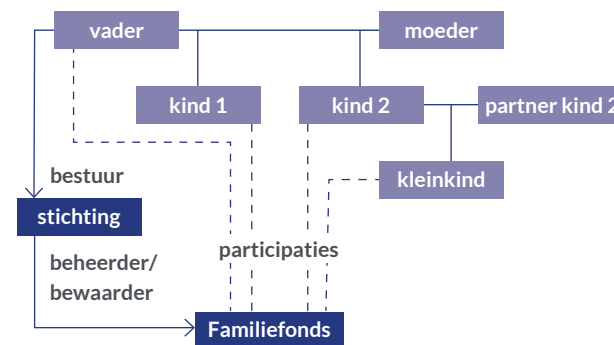 vader
moeder
kind 1
kind 2
partner kind 2
kleinkind
bestuur
stichting
participaties
beheerder/
bewaarder
Familiefonds